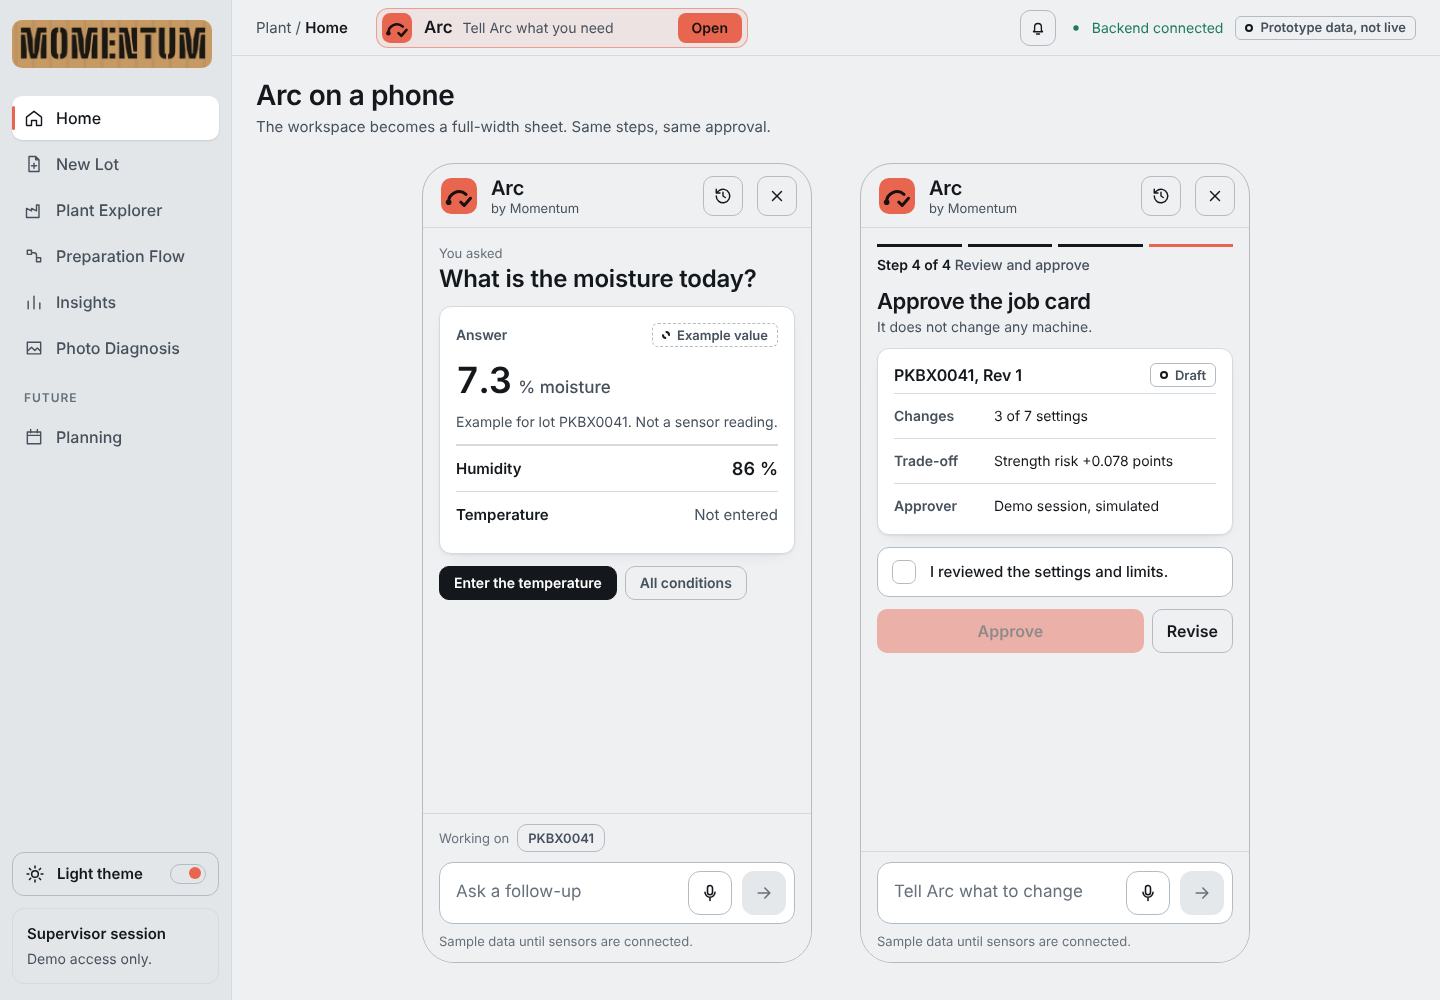 MOMENTUM
Home
New Lot
Plant Explorer
Preparation Flow
Insights
Photo Diagnosis
FUTURE
Planning
Light theme
Supervisor session
Demo access only.
Plant / Home
Arc Tell Arc what you need Open
Backend connected
Prototype data, not live
Arc on a phone
The workspace becomes a full-width sheet. Same steps, same approval.
Arc
by Momentum
You asked
What is the moisture today?
Answer Example value
7.3 % moisture
Example for lot PKBX0041. Not a sensor reading.
Humidity 86 %
Temperature Not entered
Enter the temperature All conditions
Working on PKBX0041
Ask a follow-up
Sample data until sensors are connected.
Arc
by Momentum
Step 4 of 4 Review and approve
Approve the job card
It does not change any machine.
PKBX0041, Rev 1 Draft
Changes 3 of 7 settings
Trade-off Strength risk +0.078 points
Approver Demo session, simulated
I reviewed the settings and limits.
Approve Revise
Tell Arc what to change
Sample data until sensors are connected.